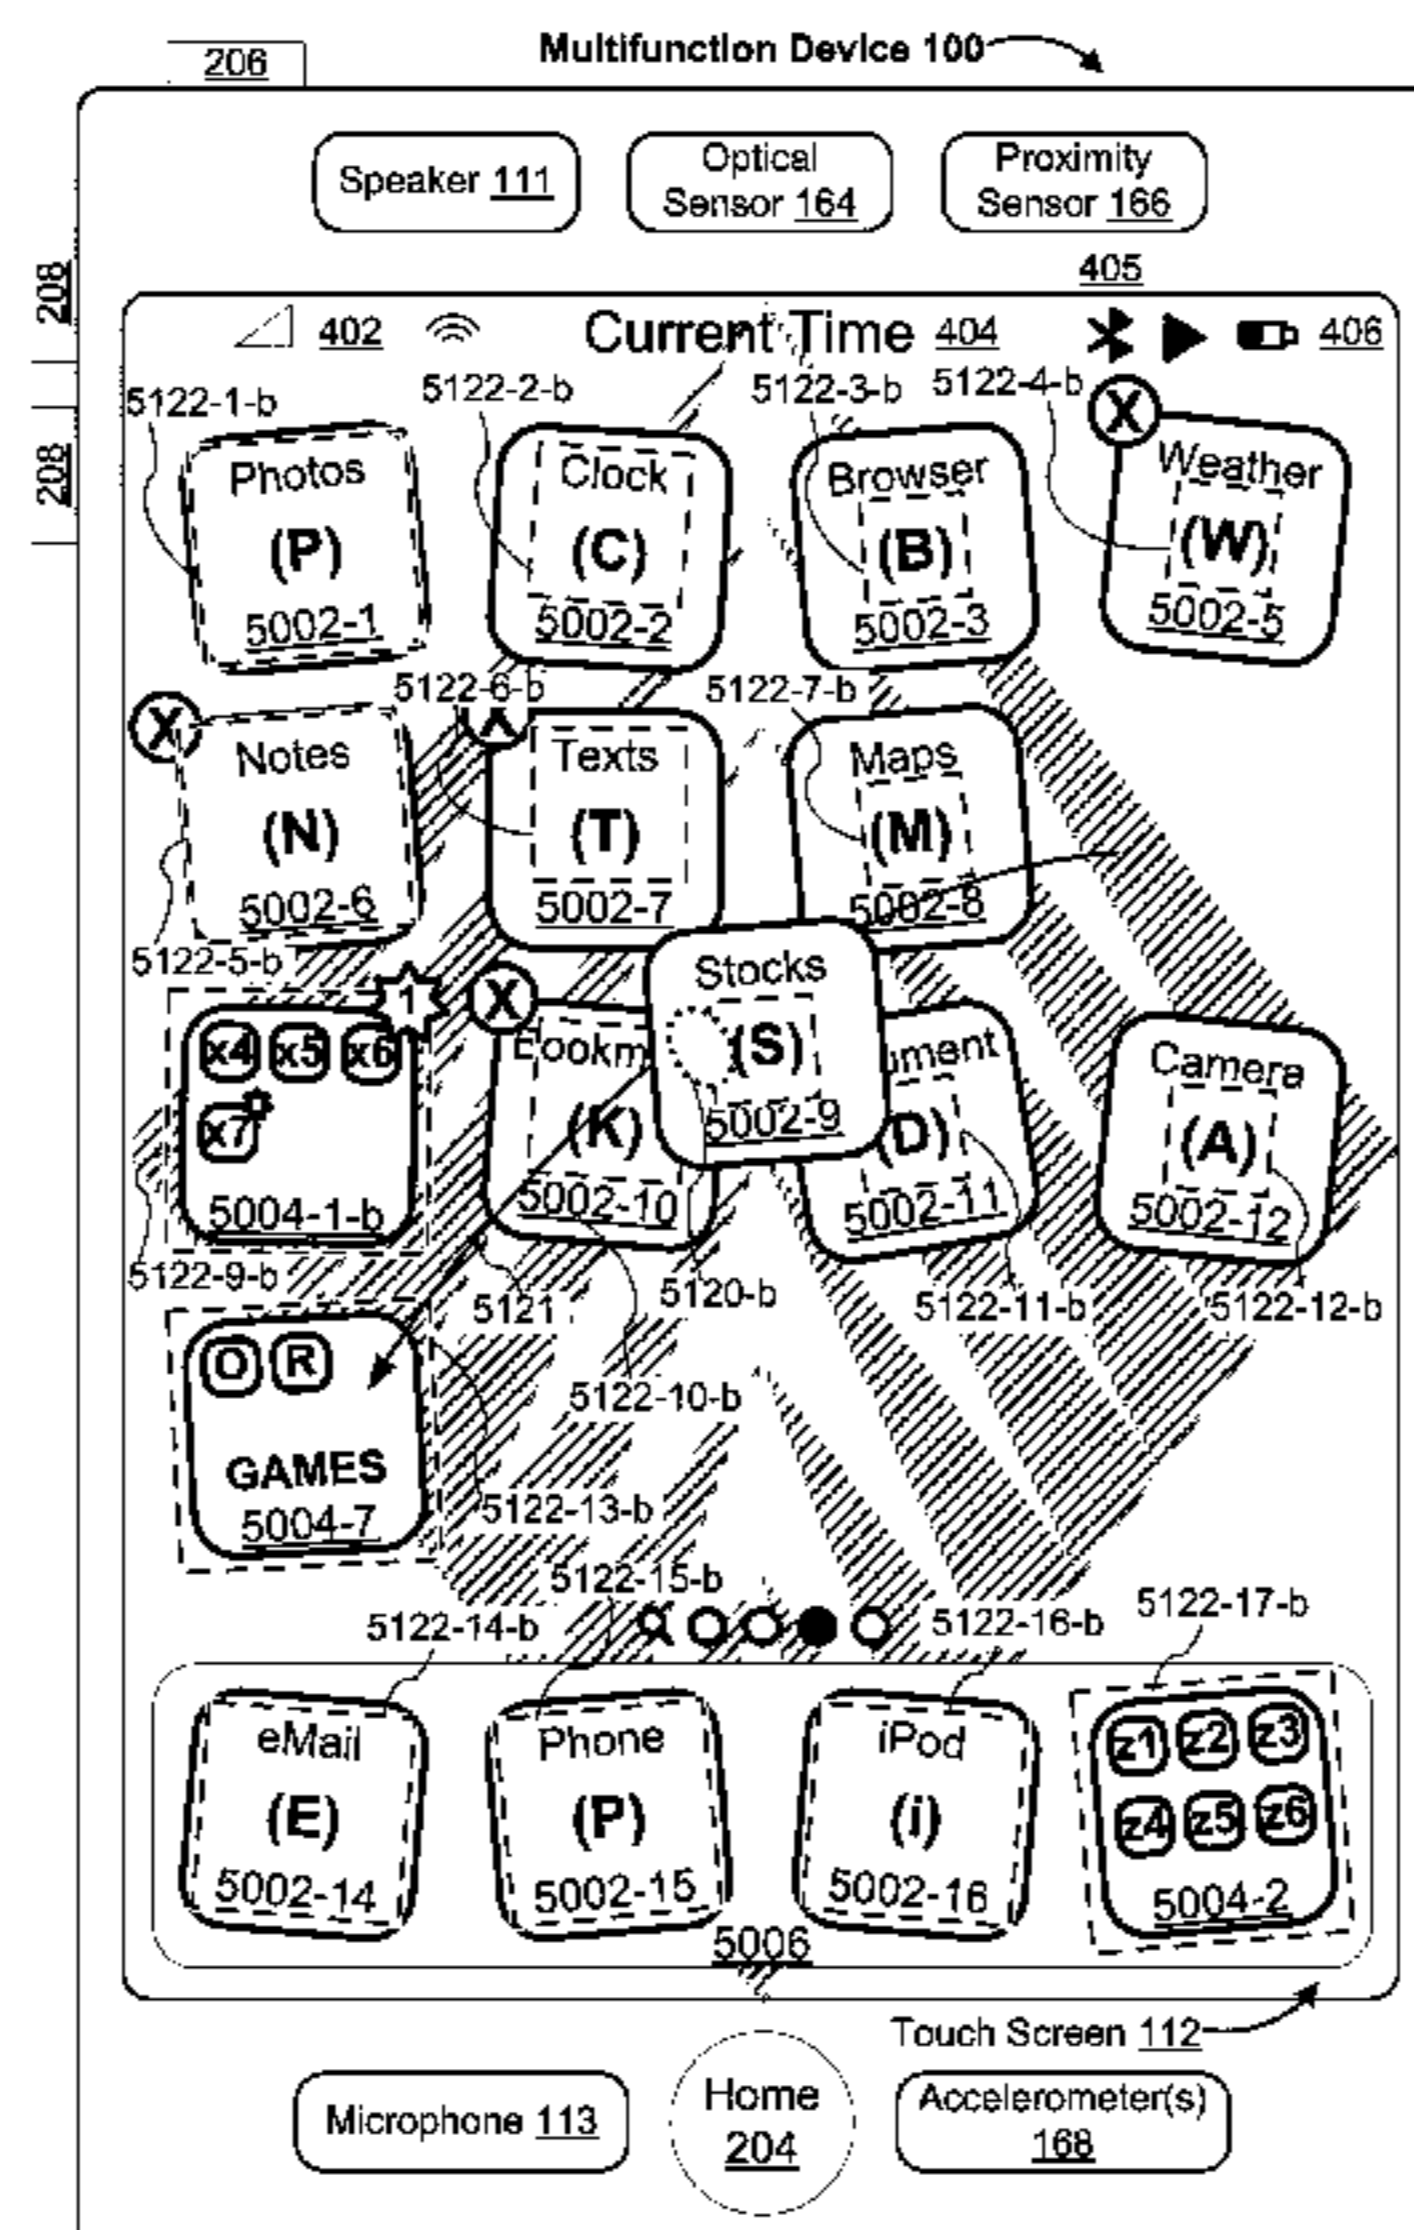 206
Multifunction Device 100
Speaker 111
Optical
Sensor 164
Proximity
Sensor 166
208
208
405
402
Current Time 404
406
5122-1-b
5122-2-b
5122-3-b
5122-4-b
X
Photos
(P)
5002-1
Clock
(C)
5002-2
Browser
(B)
5002-3
Weather
(W)
5002-5
5122-6-b
5122-7-b
X
X
Notes
(N)
5002-6
Texts
(T)
5002-7
Maps
(M)
5002-8
5122-5-b
1
X
Stocks
(S)
5002-9
x4 x5 x6
x7
5004-1-b
Bookm
(K)
5002-10
ument
(D)
5002-11
Camera
(A)
5002-12
5122-9-b
5121
5120-b
5122-11-b
5122-12-b
O R
GAMES
5004-7
5122-10-b
5122-13-b
5122-15-b
5122-14-b
5122-16-b
5122-17-b
eMail
(E)
5002-14
Phone
(P)
5002-15
iPod
(i)
5002-16
z1 z2 z3
z4 z5 z6
5004-2
5006
Touch Screen 112
Microphone 113
Home
204
Accelerometer(s)
168